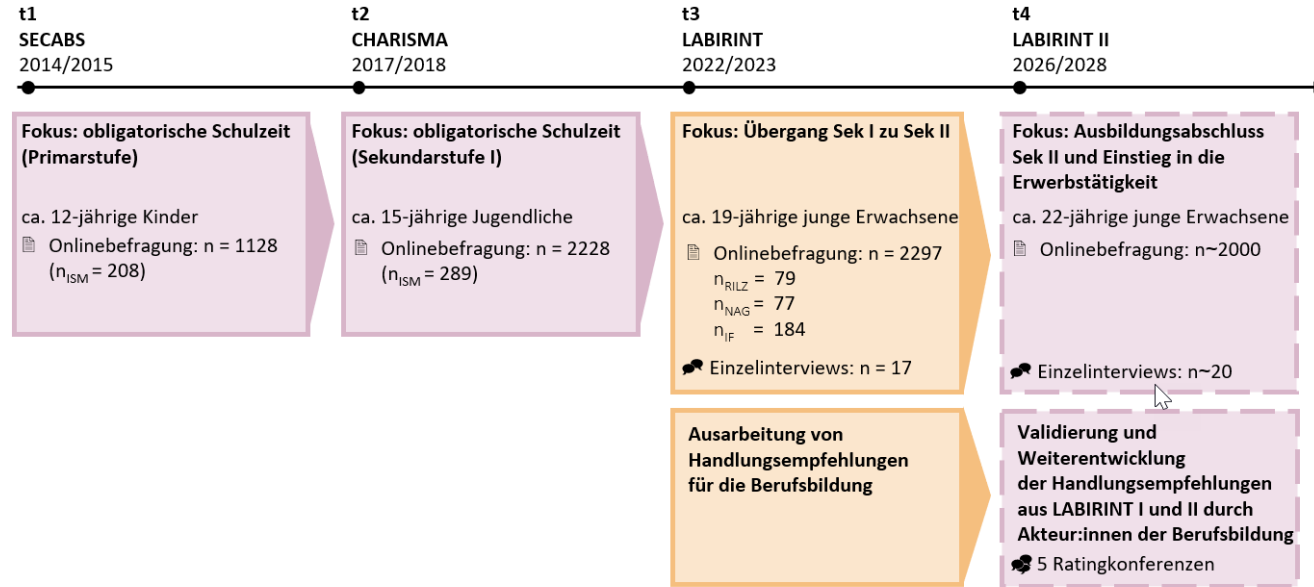 t1
SECABS
2014/2015
t2
CHARISMA
2017/2018
t3
LABIRINT
2022/2023
t4
LABIRINT II
2026/2028
Fokus: obligatorische Schulzeit
(Primarstufe)
ca. 12-jährige Kinder
Onlinebefragung: n = 1128
(nISM = 208)
Fokus: obligatorische Schulzeit
(Sekundarstufe I)
ca. 15-jährige Jugendliche
Onlinebefragung: n = 2228
(nISM = 289)
Fokus: Übergang Sek I zu Sek II
ca. 19-jährige junge Erwachsene
Onlinebefragung: n = 2297
nRILZ = 79
nNAG = 77
nIF = 184
Einzelinterviews: n = 17
Fokus: Ausbildungsabschluss
Sek II und Einstieg in die
Erwerbstätigkeit
ca. 22-jährige junge Erwachsene
Onlinebefragung: n~2000
Einzelinterviews: n~20
Ausarbeitung von
Handlungsempfehlungen
für die Berufsbildung
Validierung und
Weiterentwicklung
der Handlungsempfehlungen
aus LABIRINT I und II durch
Akteur:innen der Berufsbildung
5 Ratingkonferenzen